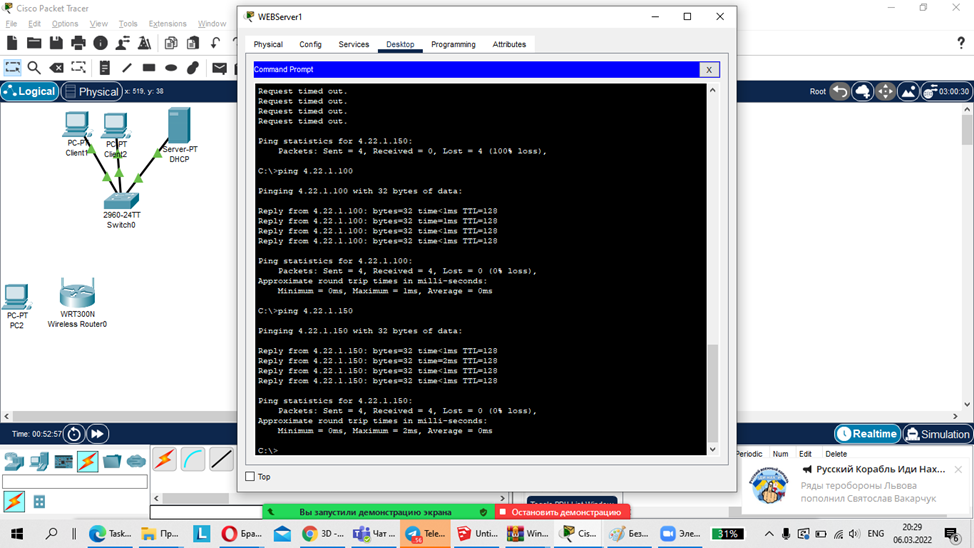 Cisco Packet Tracer
File Edit Options View Tools Extensions Window
WEBServer1
Physical Config Services Desktop Programming Attributes
Command Prompt
X
?
Logical Physical x: 519, y: 38
Root 03:00:30
Request timed out.
Request timed out.
Request timed out.
Request timed out.
Ping statistics for 4.22.1.150:
Packets: Sent = 4, Received = 0, Lost = 4 (100% loss),
C:\>ping 4.22.1.100
Pinging 4.22.1.100 with 32 bytes of data:
Reply from 4.22.1.100: bytes=32 time<1ms TTL=128
Reply from 4.22.1.100: bytes=32 time=1ms TTL=128
Reply from 4.22.1.100: bytes=32 time<1ms TTL=128
Reply from 4.22.1.100: bytes=32 time<1ms TTL=128
Ping statistics for 4.22.1.100:
Packets: Sent = 4, Received = 4, Lost = 0 (0% loss),
Approximate round trip times in milli-seconds:
Minimum = 0ms, Maximum = 1ms, Average = 0ms
C:\>ping 4.22.1.150
Pinging 4.22.1.150 with 32 bytes of data:
Reply from 4.22.1.150: bytes=32 time<1ms TTL=128
Reply from 4.22.1.150: bytes=32 time=2ms TTL=128
Reply from 4.22.1.150: bytes=32 time<1ms TTL=128
Reply from 4.22.1.150: bytes=32 time<1ms TTL=128
Ping statistics for 4.22.1.150:
Packets: Sent = 4, Received = 4, Lost = 0 (0% loss),
Approximate round trip times in milli-seconds:
Minimum = 0ms, Maximum = 2ms, Average = 0ms
C:\>
Top
PC-PT
Client1
PC-PT
Client2
Server-PT
DHCP
2960-24TT
Switch0
PC-PT
PC2
WRT300N
Wireless Router0
Time: 00:52:57
Realtime Simulation
Periodic Num Edit Delete
Русский Корабль Иди Нах...
Ряды теробороны Львова
пополнил Святослав Вакарчук
Вы запустили демонстрацию экрана
Остановить демонстрацию
Task...
Бра...
3D -...
Чат ...
Tele...
56
Unti...
Win...
Cis...
Без...
Эле...
Пр...
L
31%
ENG
20:29
06.03.2022
6